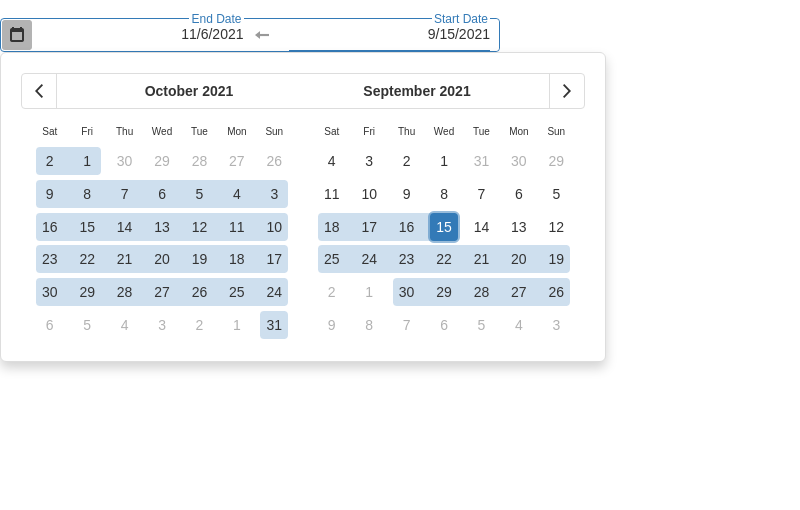 End Date Start Date
11/6/2021 9/15/2021
October 2021 September 2021
Sat Fri Thu Wed Tue Mon Sun Sat Fri Thu Wed Tue Mon Sun
2 1 30 29 28 27 26 4 3 2 1 31 30 29
9 8 7 6 5 4 3 11 10 9 8 7 6 5
16 15 14 13 12 11 10 18 17 16 15 14 13 12
23 22 21 20 19 18 17 25 24 23 22 21 20 19
30 29 28 27 26 25 24 2 1 30 29 28 27 26
6 5 4 3 2 1 31 9 8 7 6 5 4 3